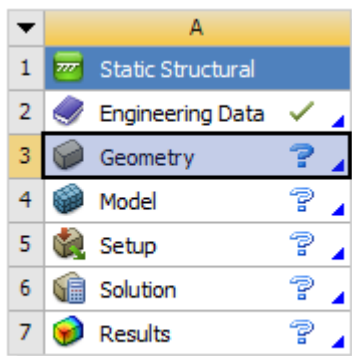 A
1 Static Structural
2 Engineering Data
3 Geometry ?
4 Model ?
5 Setup ?
6 Solution ?
7 Results ?